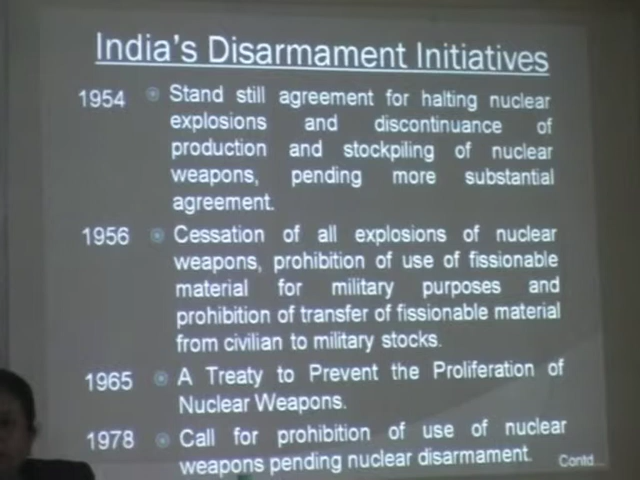 India's Disarmament Initiatives
1954 Stand still agreement for halting nuclear
explosions and discontinuance of
production and stockpiling of nuclear
weapons, pending more substantial
agreement.
1956 Cessation of all explosions of nuclear
weapons, prohibition of use of fissionable
material for military purposes and
prohibition of transfer of fissionable material
from civilian to military stocks.
1965 A Treaty to Prevent the Proliferation of
Nuclear Weapons.
1978 Call for prohibition of use of nuclear
weapons pending nuclear disarmament.
Contd...